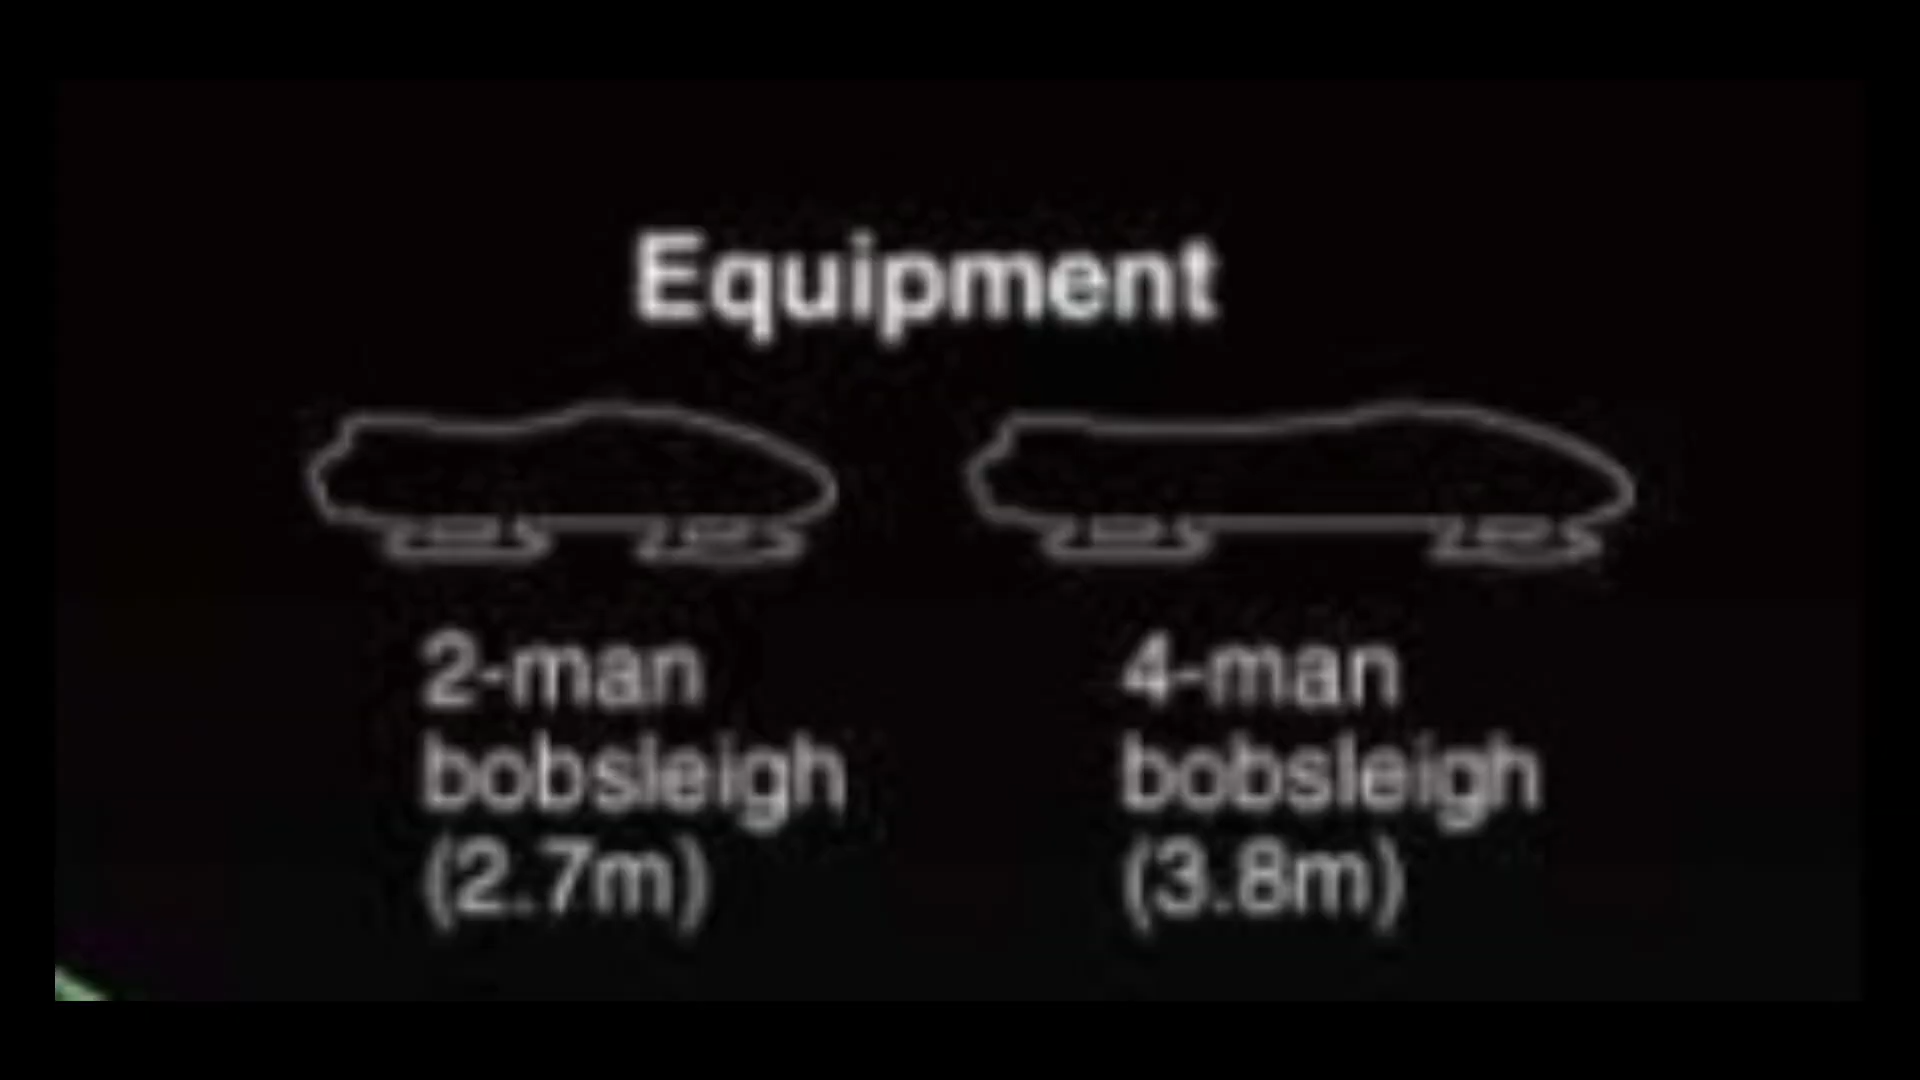 Equipment
2-man
bobsleigh
(2.7m)
4-man
bobsleigh
(3.8m)